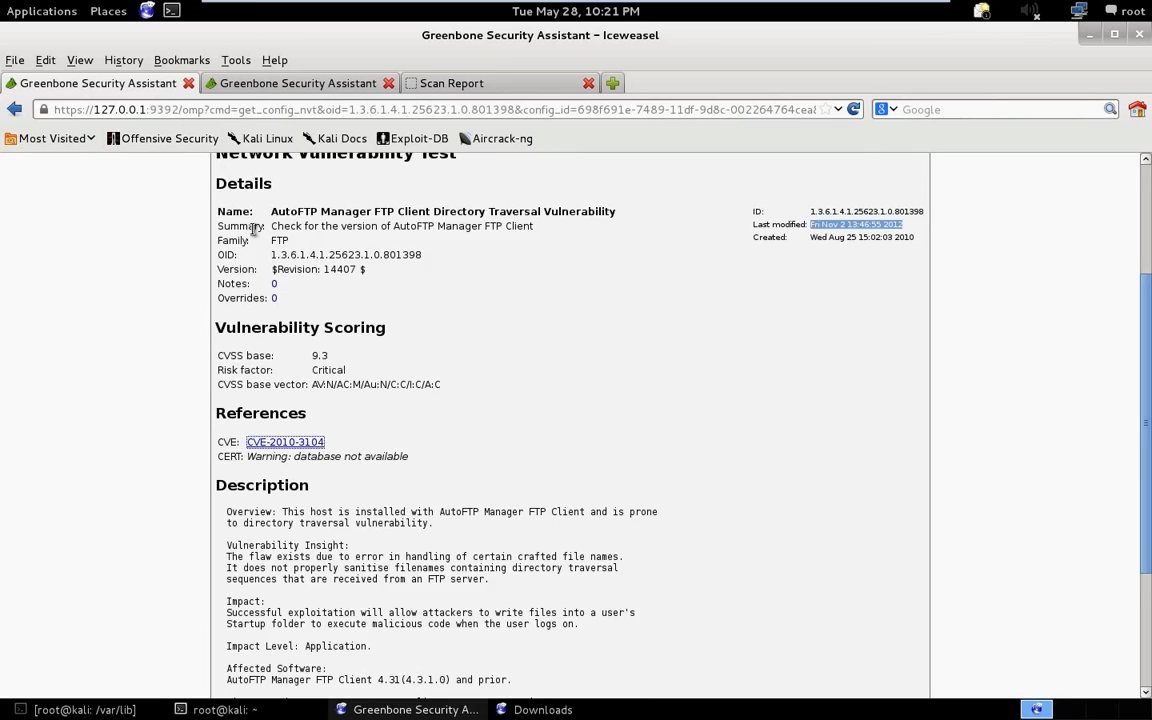 Applications Places Tue May 28, 10:21 PM root
Greenbone Security Assistant - Iceweasel
File Edit View History Bookmarks Tools Help
Greenbone Security Assistant Greenbone Security Assistant Scan Report
https://127.0.0.1:9392/omp?cmd=get_config_nvt&oid=1.3.6.1.4.1.25623.1.0.801398&config_id=698f691e-7489-11df-9d8c-002264764cea& Google
Most Visited Offensive Security Kali Linux Kali Docs Exploit-DB Aircrack-ng
Network Vulnerability Test
Details
Name: AutoFTP Manager FTP Client Directory Traversal Vulnerability
ID: 1.3.6.1.4.1.25623.1.0.801398
Summary: Check for the version of AutoFTP Manager FTP Client
Last modified: Fri Nov 2 13:46:55 2012
Family: FTP
Created: Wed Aug 25 15:02:03 2010
OID: 1.3.6.1.4.1.25623.1.0.801398
Version: $Revision: 14407 $
Notes: 0
Overrides: 0
Vulnerability Scoring
CVSS base: 9.3
Risk factor: Critical
CVSS base vector: AV:N/AC:M/Au:N/C:C/I:C/A:C
References
CVE: CVE-2010-3104
CERT: Warning: database not available
Description
Overview: This host is installed with AutoFTP Manager FTP Client and is prone
to directory traversal vulnerability.
Vulnerability Insight:
The flaw exists due to error in handling of certain crafted file names.
It does not properly sanitise filenames containing directory traversal
sequences that are received from an FTP server.
Impact:
Successful exploitation will allow attackers to write files into a user's
Startup folder to execute malicious code when the user logs on.
Impact Level: Application.
Affected Software:
AutoFTP Manager FTP Client 4.31(4.3.1.0) and prior.
[root@kali: /var/lib] root@kali: ~ Greenbone Security A... Downloads